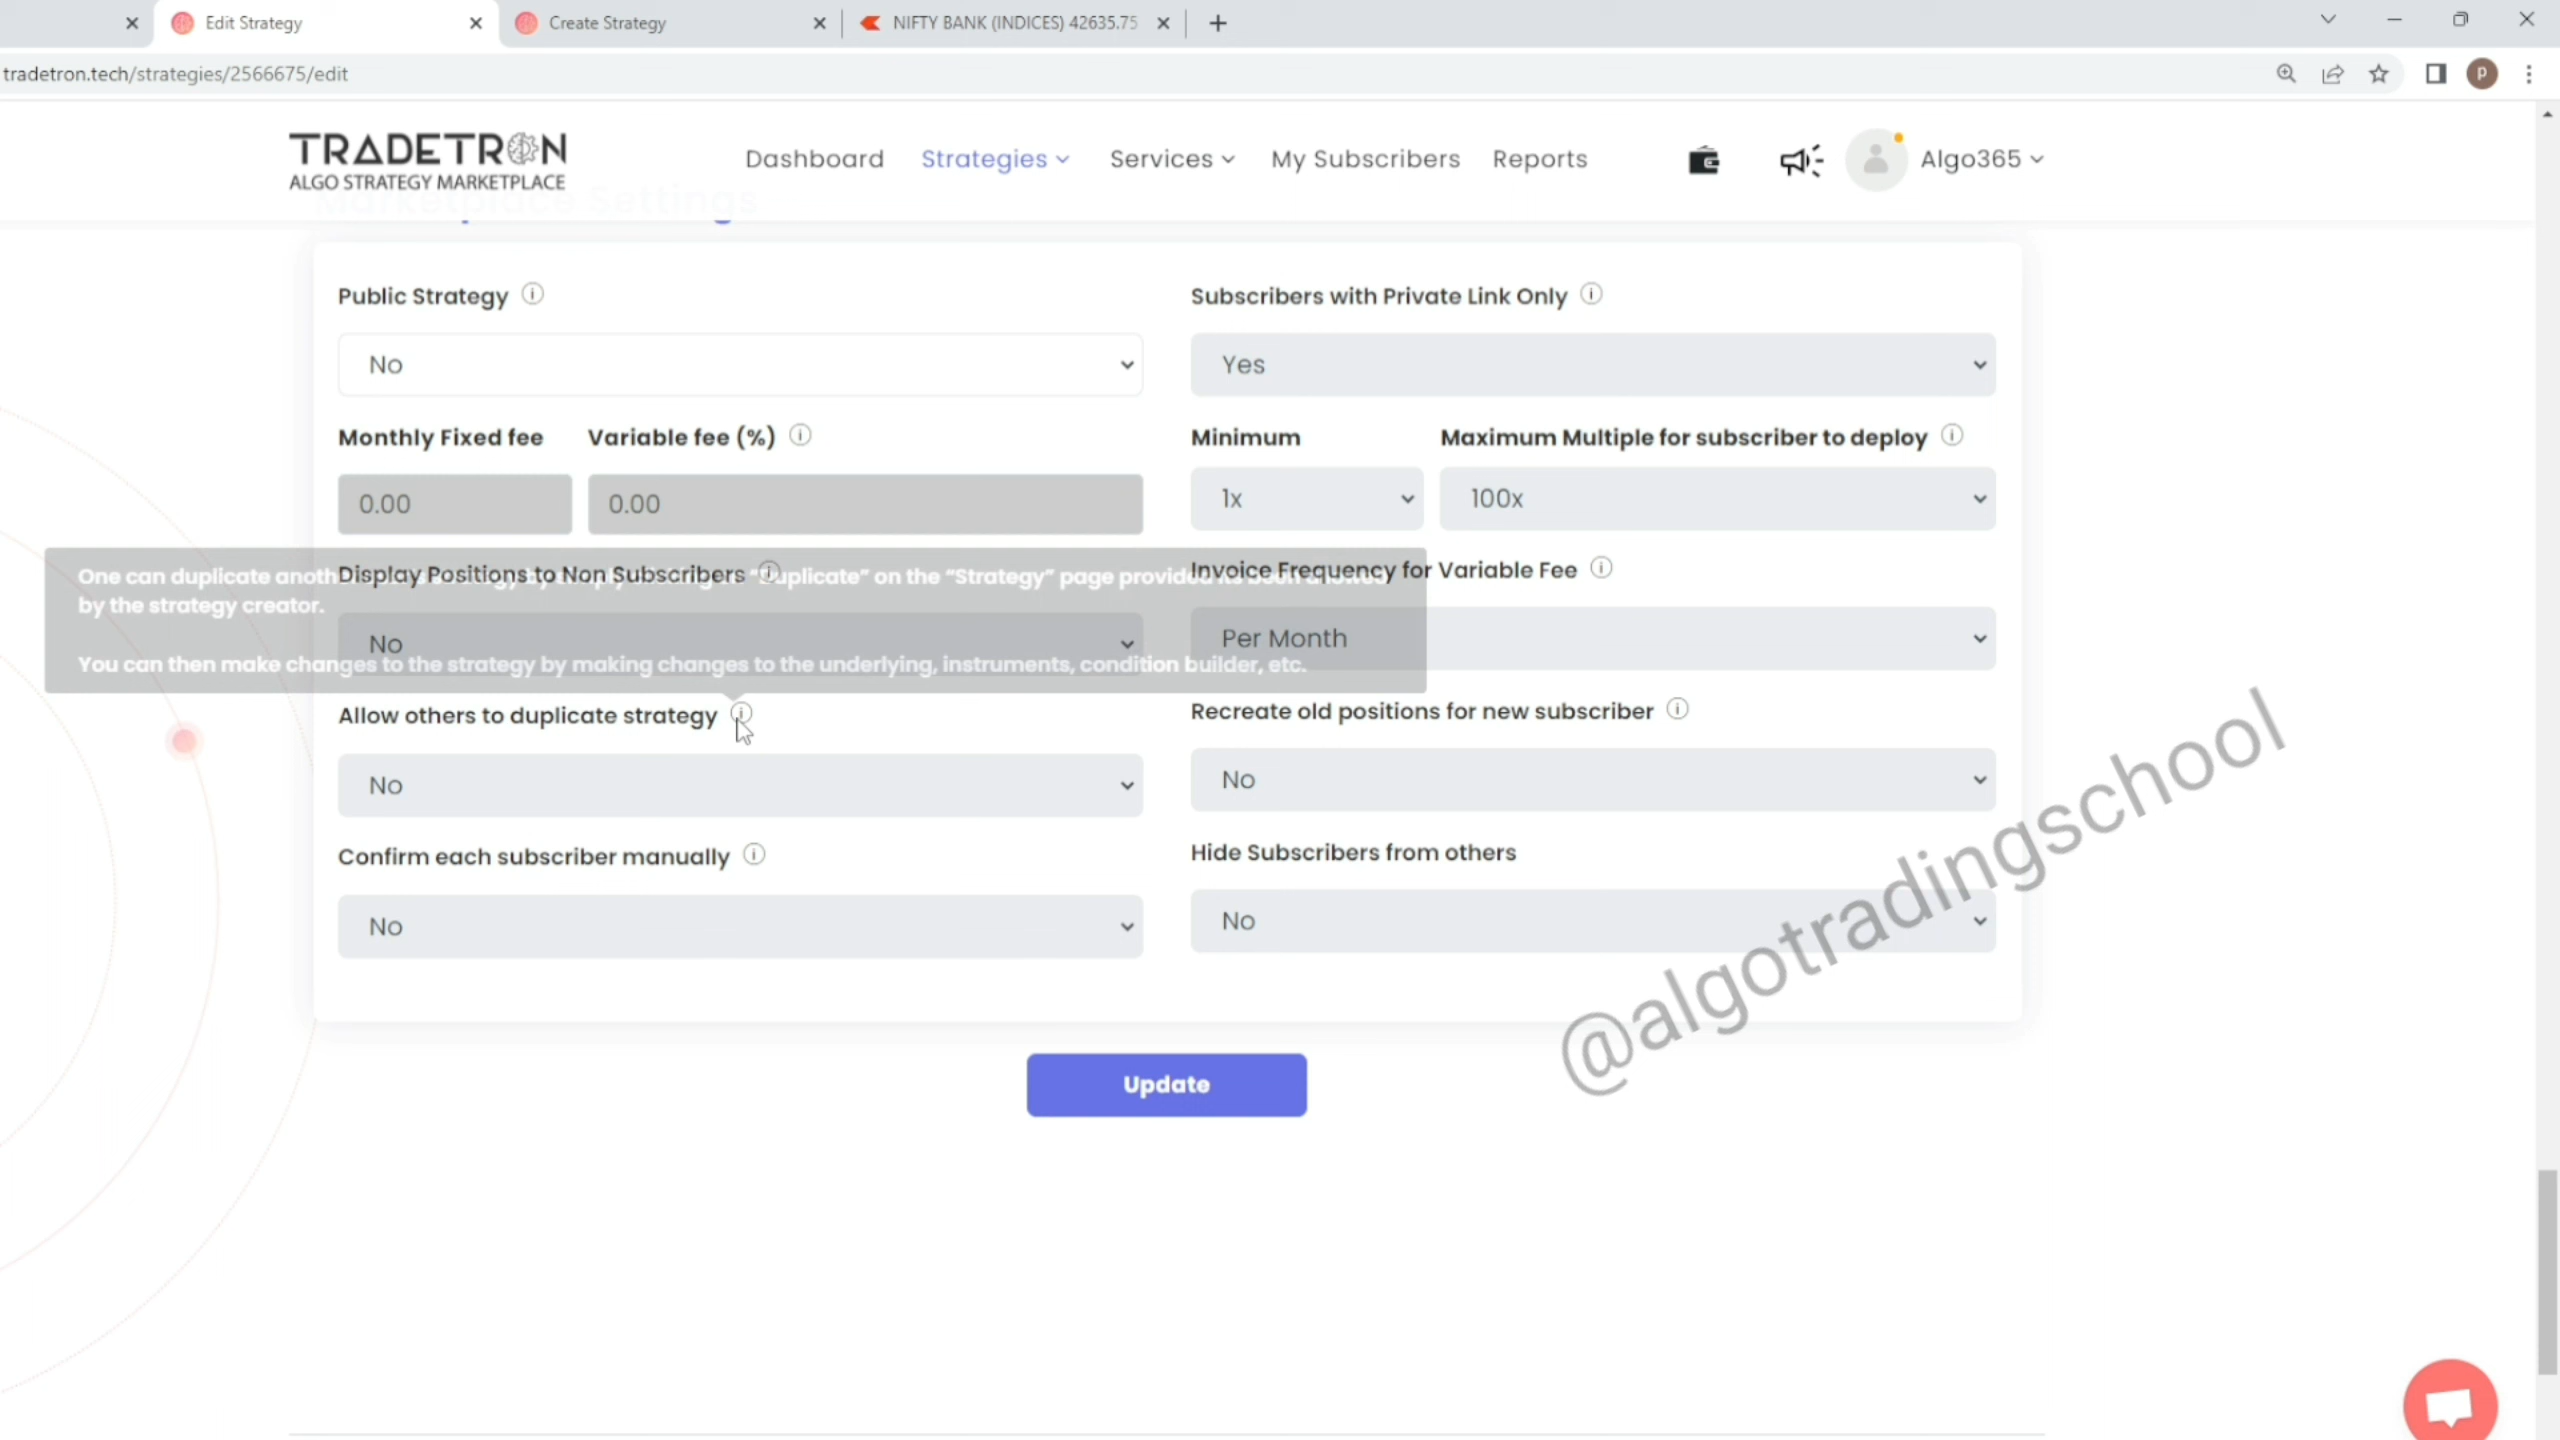 Edit Strategy
Create Strategy
NIFTY BANK (INDICES) 42635.75
tradetron.tech/strategies/2566675/edit
p
TRADETRON
ALGO STRATEGY MARKETPLACE
Dashboard
Strategies
Services
My Subscribers
Reports
Algo365
Marketplace Settings
Public Strategy
Subscribers with Private Link Only
No
Yes
Monthly Fixed fee
Variable fee (%)
Minimum
Maximum Multiple for subscriber to deploy
0.00
0.00
1x
100x
Display Positions to Non Subscribers
Invoice Frequency for Variable Fee
One can duplicate "Duplicate" on the "Strategy" page
by the strategy creator.
No
Per Month
You can then make changes to the strategy by making changes to the underlying, instruments, condition builder, etc.
Allow others to duplicate strategy
Recreate old positions for new subscriber
No
No
Confirm each subscriber manually
Hide Subscribers from others
No
No
@algotradingschool
Update